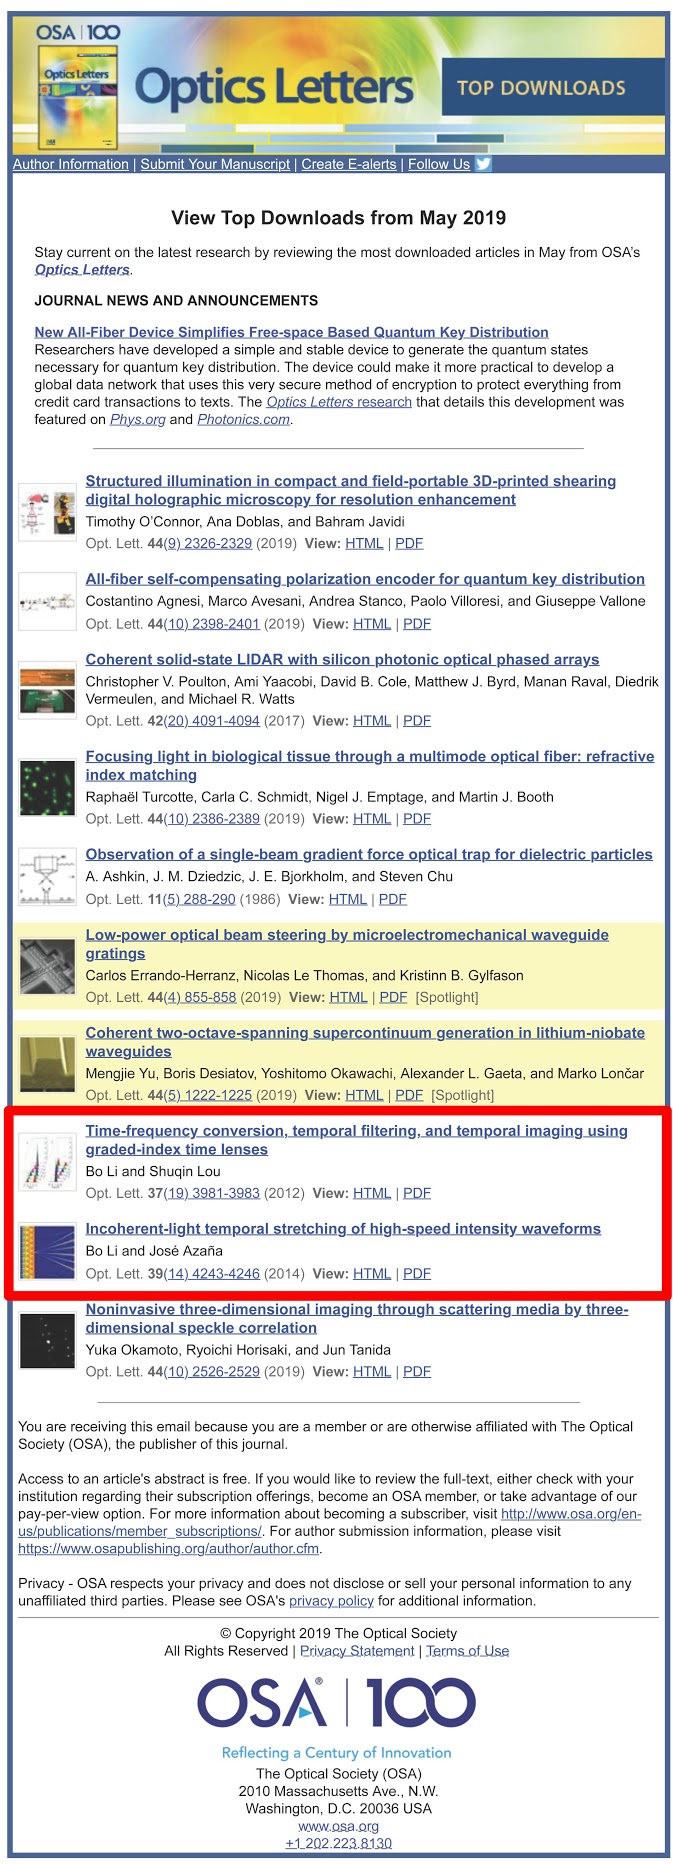 OSA 100
Optics Letters
Optics Letters
TOP DOWNLOADS
Author Information | Submit Your Manuscript | Create E-alerts | Follow Us
View Top Downloads from May 2019
Stay current on the latest research by reviewing the most downloaded articles in May from OSA's
Optics Letters.
JOURNAL NEWS AND ANNOUNCEMENTS
New All-Fiber Device Simplifies Free-space Based Quantum Key Distribution
Researchers have developed a simple and stable device to generate the quantum states
necessary for quantum key distribution. The device could make it more practical to develop a
global data network that uses this very secure method of encryption to protect everything from
credit card transactions to texts. The Optics Letters research that details this development was
featured on Phys.org and Photonics.com.
Structured illumination in compact and field-portable 3D-printed shearing
digital holographic microscopy for resolution enhancement
Timothy O'Connor, Ana Doblas, and Bahram Javidi
Opt. Lett. 44(9) 2326-2329 (2019) View: HTML | PDF
All-fiber self-compensating polarization encoder for quantum key distribution
Costantino Agnesi, Marco Avesani, Andrea Stanco, Paolo Villoresi, and Giuseppe Vallone
Opt. Lett. 44(10) 2398-2401 (2019) View: HTML | PDF
Coherent solid-state LIDAR with silicon photonic optical phased arrays
Christopher V. Poulton, Ami Yaacobi, David B. Cole, Matthew J. Byrd, Manan Raval, Diedrik
Vermeulen, and Michael R. Watts
Opt. Lett. 42(20) 4091-4094 (2017) View: HTML | PDF
Focusing light in biological tissue through a multimode optical fiber: refractive
index matching
Raphaël Turcotte, Carla C. Schmidt, Nigel J. Emptage, and Martin J. Booth
Opt. Lett. 44(10) 2386-2389 (2019) View: HTML | PDF
Observation of a single-beam gradient force optical trap for dielectric particles
A. Ashkin, J. M. Dziedzic, J. E. Bjorkholm, and Steven Chu
Opt. Lett. 11(5) 288-290 (1986) View: HTML | PDF
Low-power optical beam steering by microelectromechanical waveguide
gratings
Carlos Errando-Herranz, Nicolas Le Thomas, and Kristinn B. Gylfason
Opt. Lett. 44(4) 855-858 (2019) View: HTML | PDF [Spotlight]
Coherent two-octave-spanning supercontinuum generation in lithium-niobate
waveguides
Mengjie Yu, Boris Desiatov, Yoshitomo Okawachi, Alexander L. Gaeta, and Marko Lončar
Opt. Lett. 44(5) 1222-1225 (2019) View: HTML | PDF [Spotlight]
Time-frequency conversion, temporal filtering, and temporal imaging using
graded-index time lenses
Bo Li and Shuqin Lou
Opt. Lett. 37(19) 3981-3983 (2012) View: HTML | PDF
Incoherent-light temporal stretching of high-speed intensity waveforms
Bo Li and José Azaña
Opt. Lett. 39(14) 4243-4246 (2014) View: HTML | PDF
Noninvasive three-dimensional imaging through scattering media by three-
dimensional speckle correlation
Yuka Okamoto, Ryoichi Horisaki, and Jun Tanida
Opt. Lett. 44(10) 2526-2529 (2019) View: HTML | PDF
You are receiving this email because you are a member or are otherwise affiliated with The Optical
Society (OSA), the publisher of this journal.
Access to an article's abstract is free. If you would like to review the full-text, either check with your
institution regarding their subscription offerings, become an OSA member, or take advantage of our
pay-per-view option. For more information about becoming a subscriber, visit http://www.osa.org/en-
us/publications/member_subscriptions/. For author submission information, please visit
https://www.osapublishing.org/author/author.cfm.
Privacy - OSA respects your privacy and does not disclose or sell your personal information to any
unaffiliated third parties. Please see OSA's privacy policy for additional information.
© Copyright 2019 The Optical Society
All Rights Reserved | Privacy Statement | Terms of Use
OSA® 100
Reflecting a Century of Innovation
The Optical Society (OSA)
2010 Massachusetts Ave., N.W.
Washington, D.C. 20036 USA
www.osa.org
+1 202.223.8130